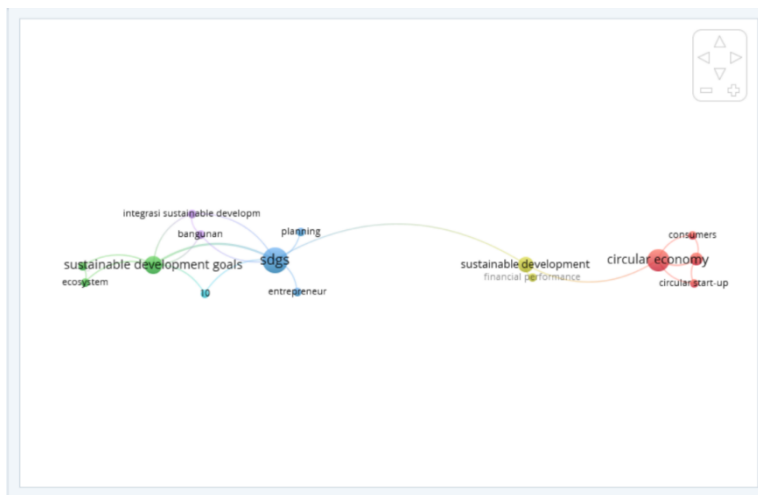 integrasi sustainable developm
bangunan
planning
consumers
sdgs
circular economy
sustainable development goals
sustainable development
financial performance
ecosystem
circular start-up
10
entrepreneur